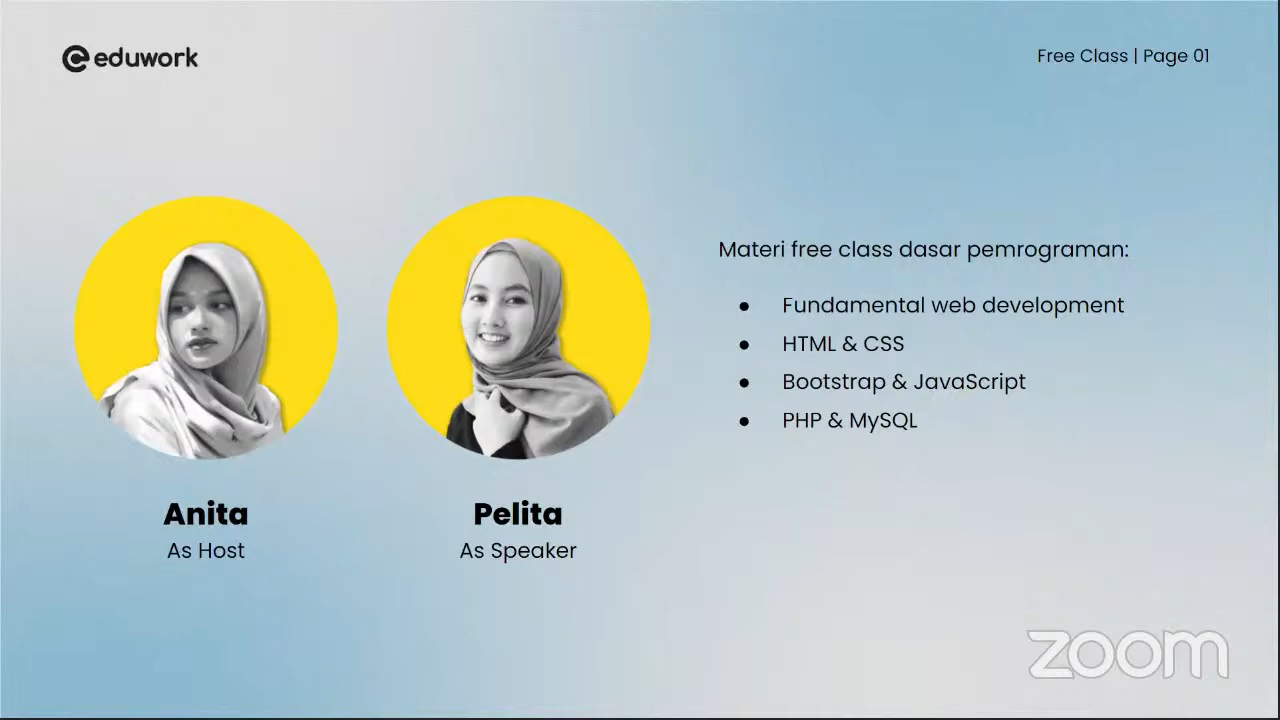 eduwork
Free Class | Page 01
Materi free class dasar pemrograman:
● Fundamental web development
● HTML & CSS
● Bootstrap & JavaScript
● PHP & MySQL
Anita
As Host
Pelita
As Speaker
zoom